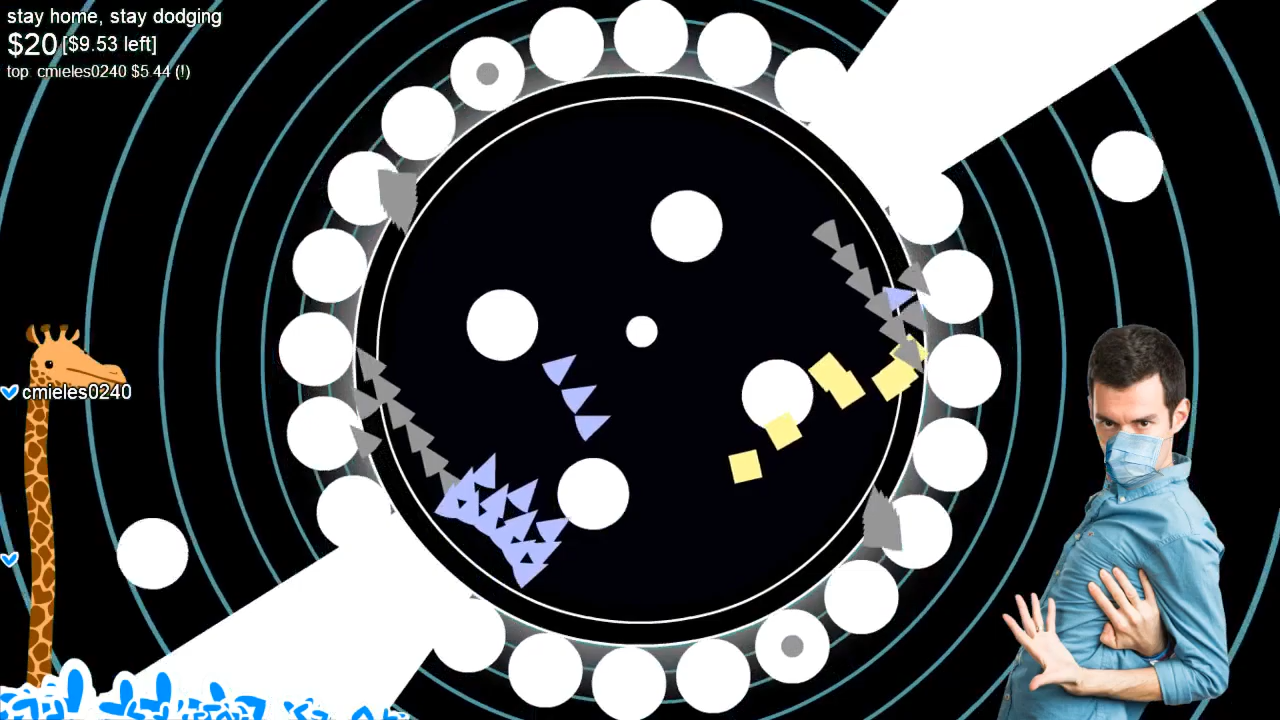 stay home, stay dodging
$20 [$9.53 left]
top: cmieles0240 $5.44 (!)
cmieles0240